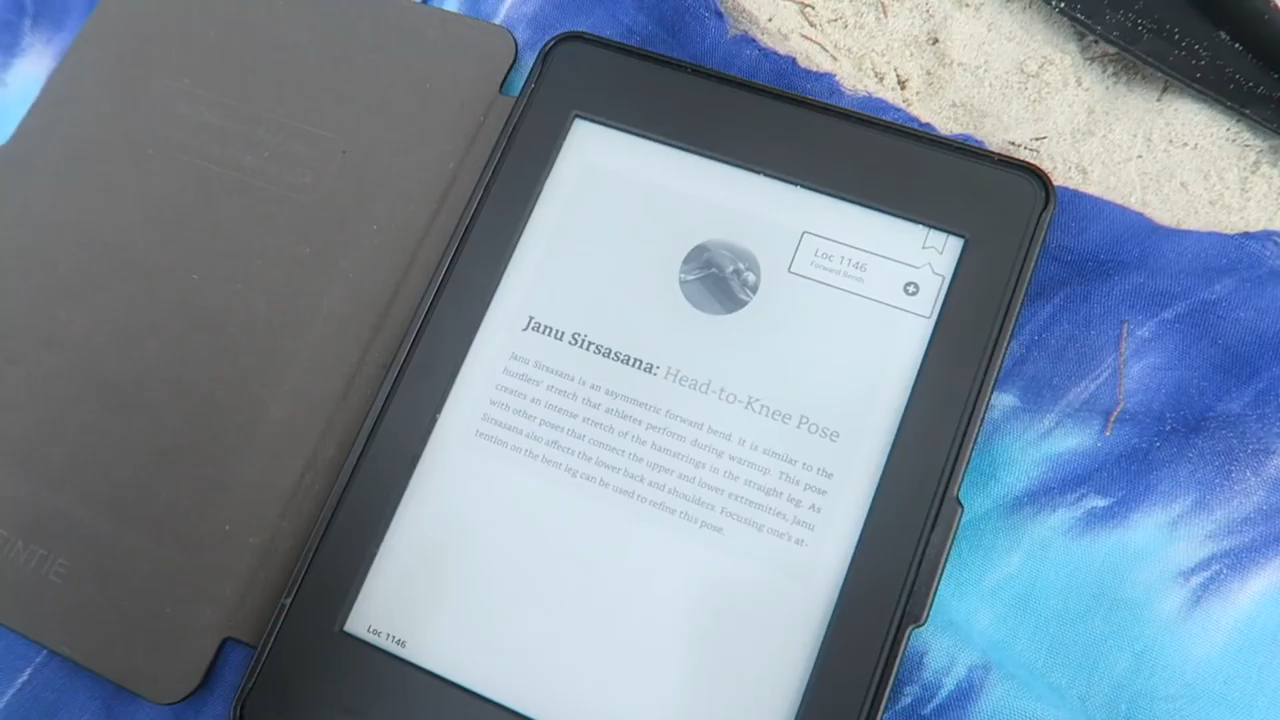 Loc 1146
Forward Bends
Janu Sirsasana: Head-to-Knee Pose
Janu Sirsasana is an asymmetric forward bend. It is similar to the
hurdlers' stretch that athletes perform during warmup. This pose
creates an intense stretch of the hamstrings in the straight leg. As
with other poses that connect the upper and lower extremities, Janu
Sirsasana also affects the lower back and shoulders. Focusing one's at-
tention on the bent leg can be used to refine this pose.
Loc 1146